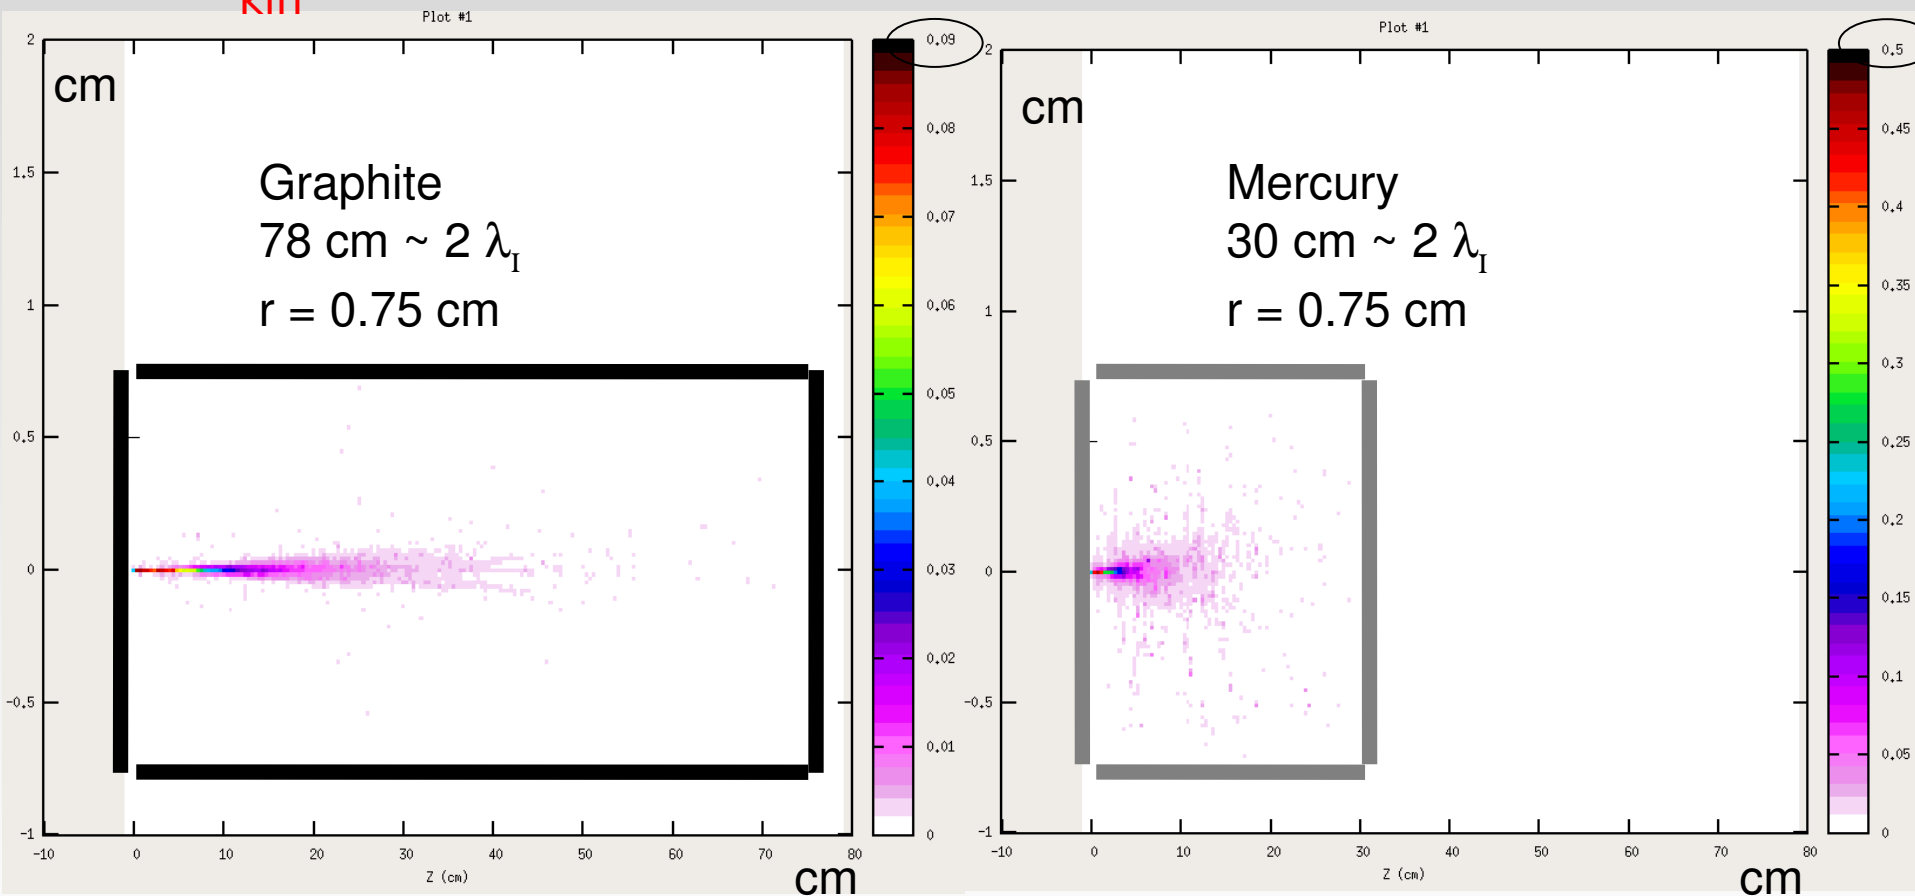 Plot #1
2
1.5
1
0.5
0
-0.5
-1
cm
Graphite
78 cm ~ 2 λI
r = 0.75 cm
-10 0 10 20 30 40 50 60 70 80
Z (cm)
cm
0.09
0.08
0.07
0.06
0.05
0.04
0.03
0.02
0.01
0
Plot #1
2
1.5
1
0.5
0
-0.5
-1
cm
Mercury
30 cm ~ 2 λI
r = 0.75 cm
-10 0 10 20 30 40 50 60 70 80
Z (cm)
cm
0.5
0.45
0.4
0.35
0.3
0.25
0.2
0.15
0.1
0.05
0